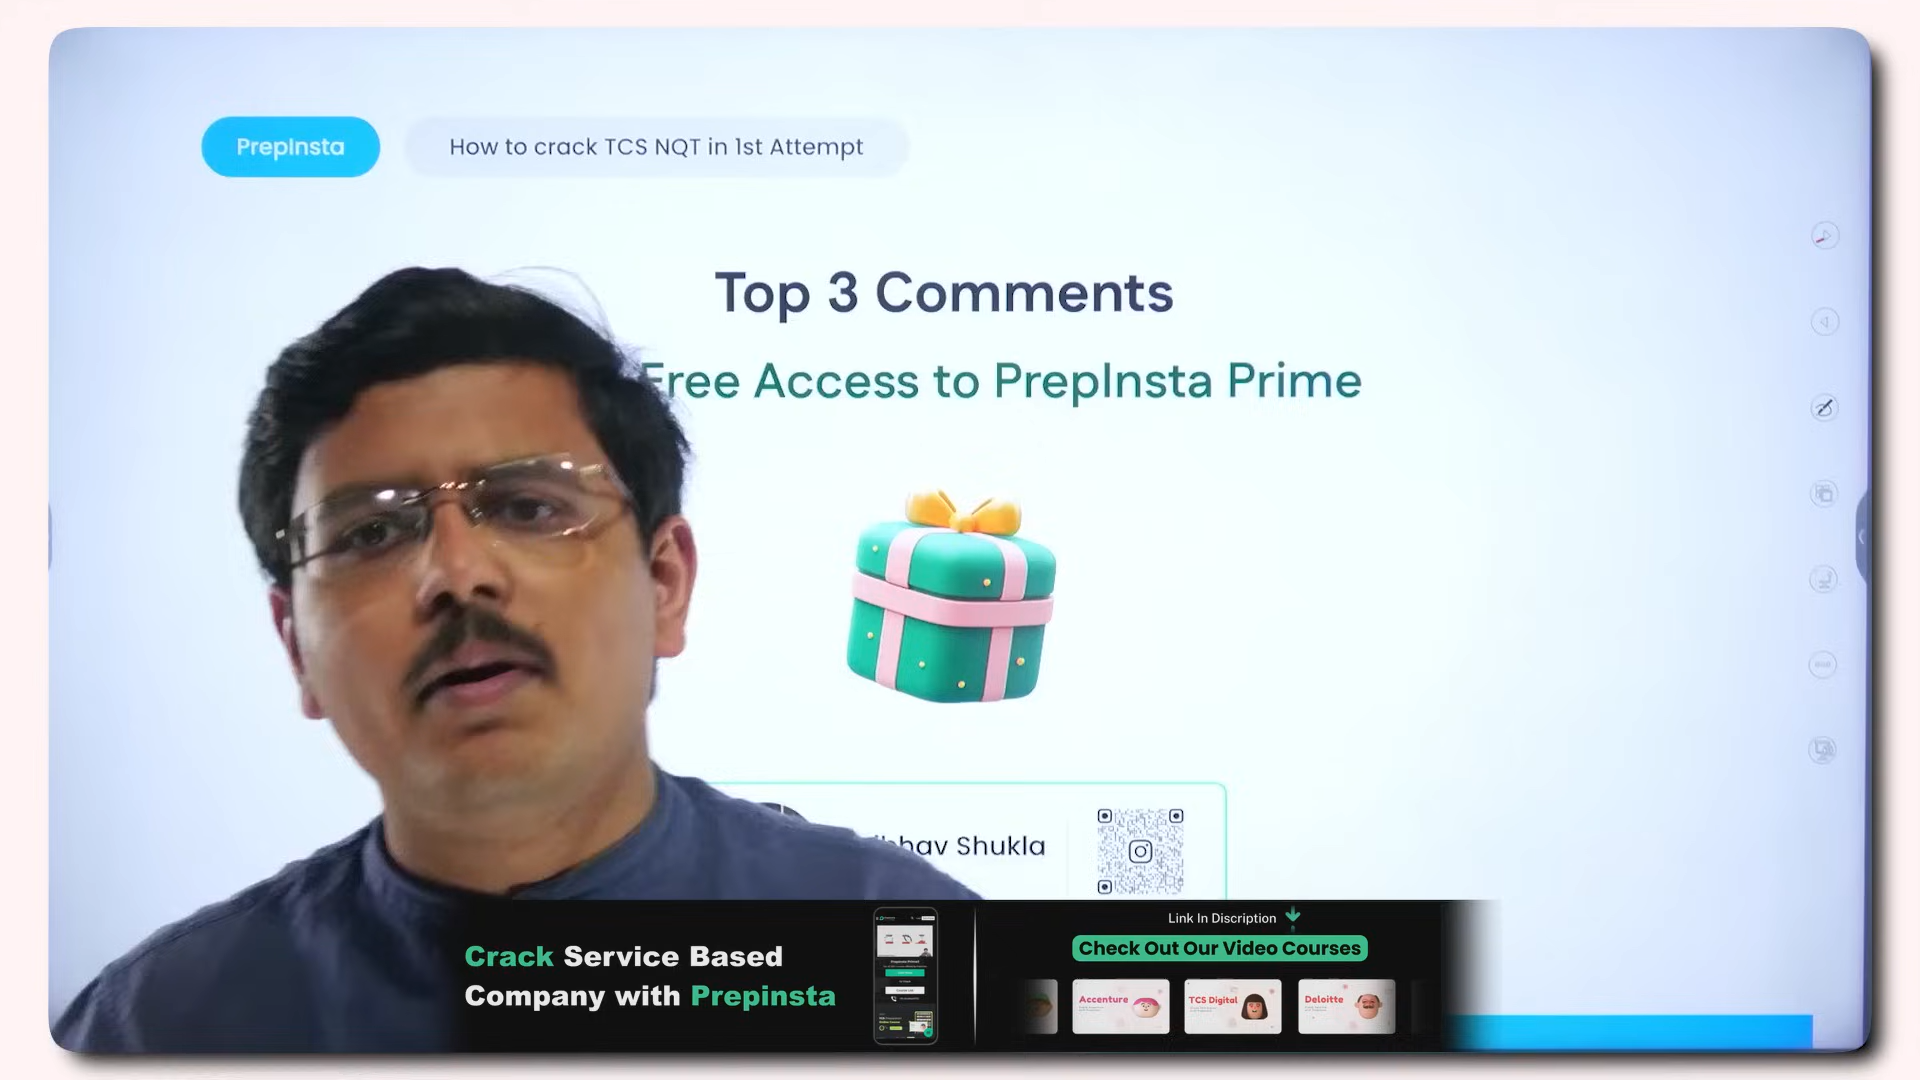 PrepInsta
How to crack TCS NQT in 1st Attempt
Top 3 Comments
Free Access to PrepInsta Prime
Shukla
Link In Discription
Crack Service Based
Company with Prepinsta
Check Out Our Video Courses
Accenture
TCS Digital
Deloitte